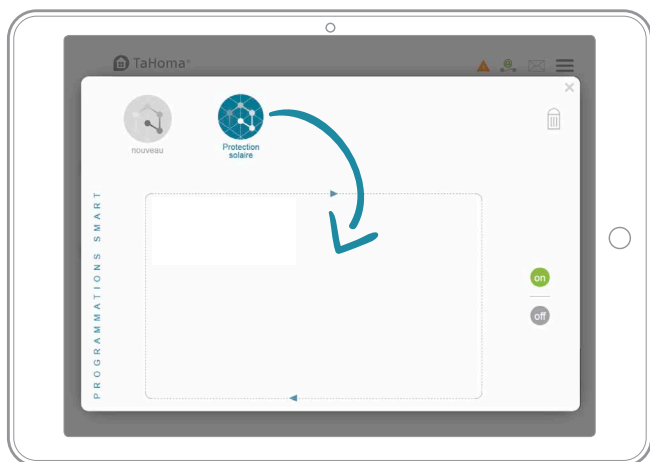 TaHoma®
nouveau
Protection
solaire
PROGRAMMATIONS SMART
on
off